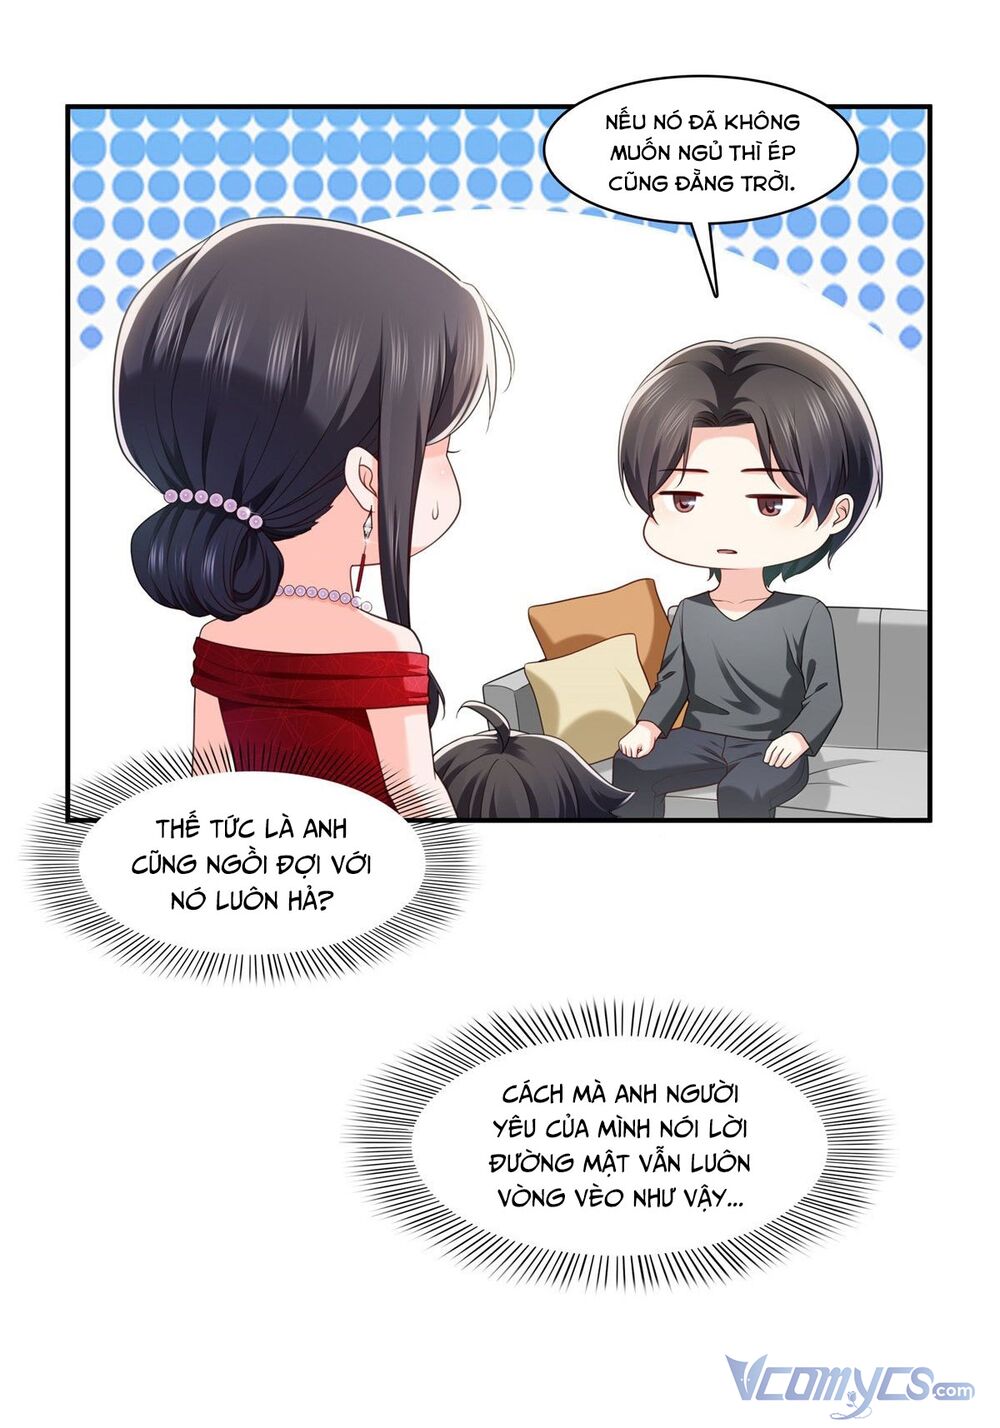 NẾU NÓ ĐÃ KHÔNG
MUỐN NGỦ THÌ ÉP
CŨNG ĐẰNG TRỜI.
THẾ TỨC LÀ ANH
CŨNG NGỒI ĐỢI VỚI
NÓ LUÔN HẢ?
CÁCH MÀ ANH NGƯỜI
YÊU CỦA MÌNH NÓI LỜI
ĐƯỜNG MẬT VẪN LUÔN
VÒNG VÈO NHƯ VẬY...
VCOMYCS.com